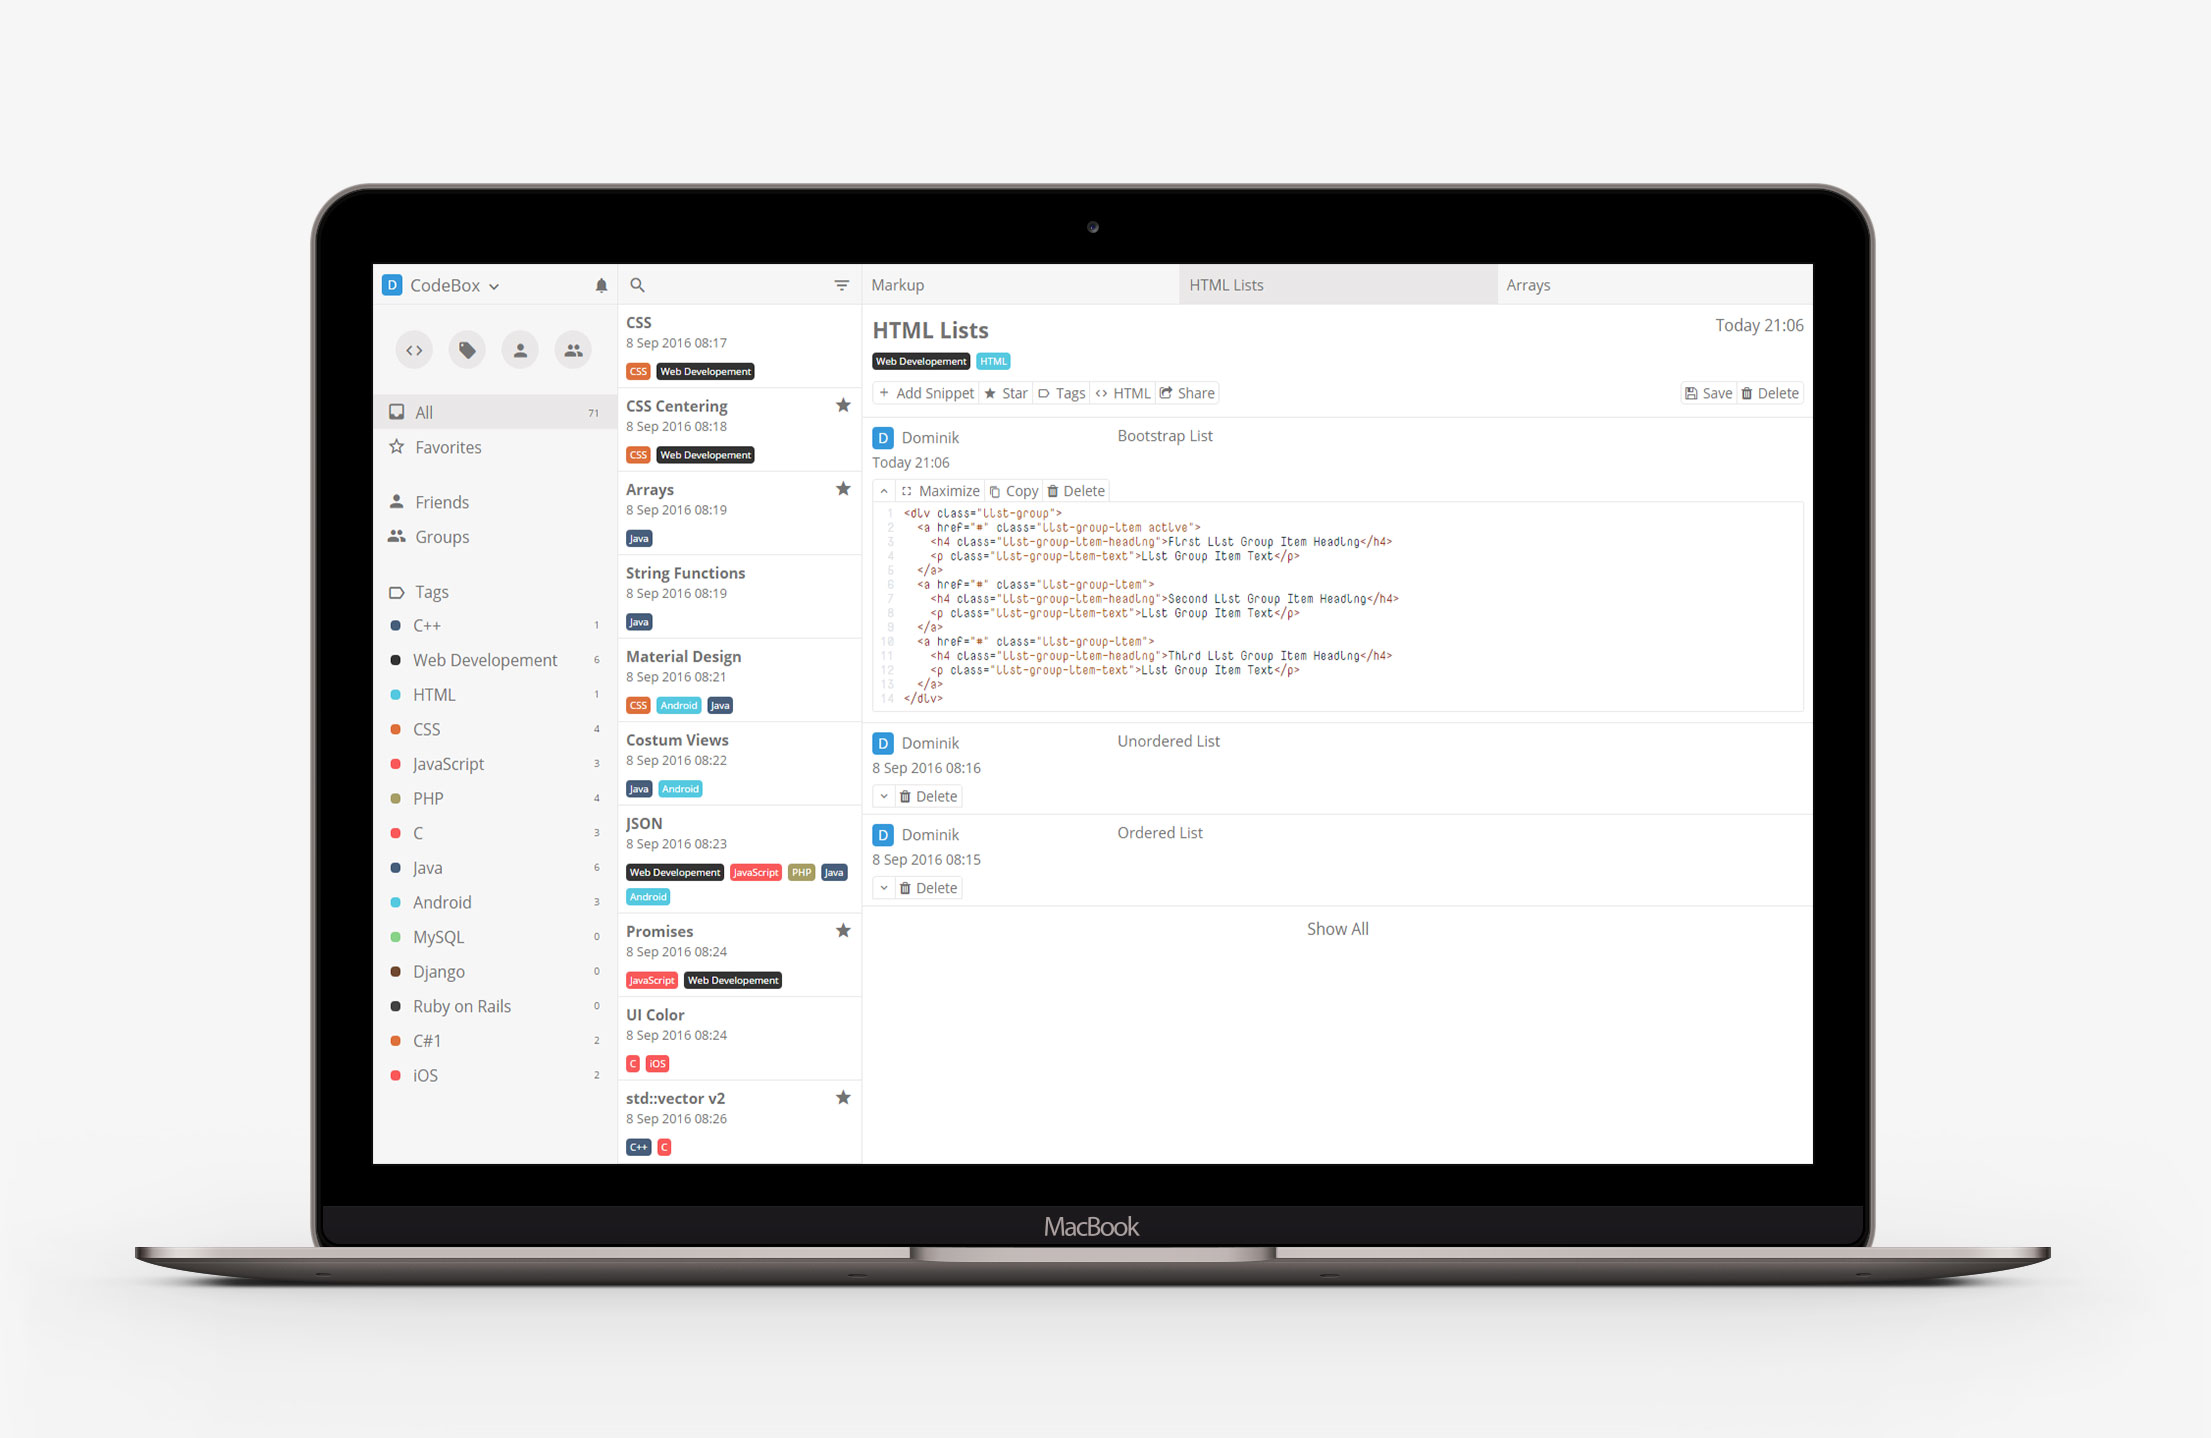 D CodeBox
All 71
Favorites
Friends
Groups
Tags
C++ 1
Web Developement 6
HTML 1
CSS 4
JavaScript 3
PHP 4
C 3
Java 6
Android 3
MySQL 0
Django 0
Ruby on Rails 0
C#1 2
iOS 2
CSS
8 Sep 2016 08:17
CSS Web Developement
CSS Centering
8 Sep 2016 08:18
CSS Web Developement
Arrays
8 Sep 2016 08:19
Java
String Functions
8 Sep 2016 08:19
Java
Material Design
8 Sep 2016 08:21
CSS Android Java
Costum Views
8 Sep 2016 08:22
Java Android
JSON
8 Sep 2016 08:23
Web Developement JavaScript PHP Java
Android
Promises
8 Sep 2016 08:24
JavaScript Web Developement
UI Color
8 Sep 2016 08:24
C iOS
std::vector v2
8 Sep 2016 08:26
C++ C
Markup HTML Lists Arrays
HTML Lists Today 21:06
Web Developement HTML
+ Add Snippet Star Tags <> HTML Share Save Delete
D Dominik Bootstrap List
Today 21:06
Maximize Copy Delete
1 <div class="list-group">
2 <a href="#" class="list-group-item active">
3 <h4 class="list-group-item-heading">First List Group Item Heading</h4>
4 <p class="list-group-item-text">List Group Item Text</p>
5 </a>
6 <a href="#" class="list-group-item">
7 <h4 class="list-group-item-heading">Second List Group Item Heading</h4>
8 <p class="list-group-item-text">List Group Item Text</p>
9 </a>
10 <a href="#" class="list-group-item">
11 <h4 class="list-group-item-heading">Third List Group Item Heading</h4>
12 <p class="list-group-item-text">List Group Item Text</p>
13 </a>
14 </div>
D Dominik Unordered List
8 Sep 2016 08:16
Delete
D Dominik Ordered List
8 Sep 2016 08:15
Delete
Show All
MacBook